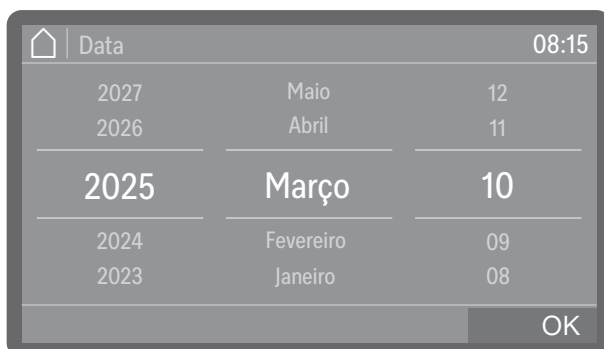 Data 08:15
2027 Maio 12
2026 Abril 11
2025 Março 10
2024 Fevereiro 09
2023 Janeiro 08
OK